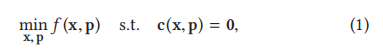 min f(x, p) s.t. c(x, p) = 0, (1)
x,p